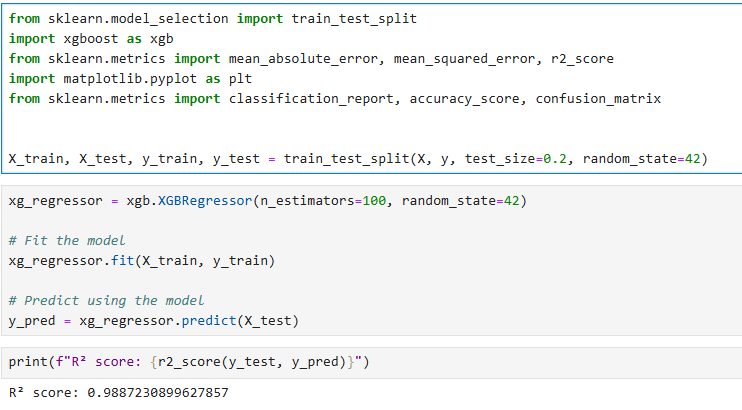 from sklearn.model_selection import train_test_split
import xgboost as xgb
from sklearn.metrics import mean_absolute_error, mean_squared_error, r2_score
import matplotlib.pyplot as plt
from sklearn.metrics import classification_report, accuracy_score, confusion_matrix
X_train, X_test, y_train, y_test = train_test_split(X, y, test_size=0.2, random_state=42)
xg_regressor = xgb.XGBRegressor(n_estimators=100, random_state=42)
# Fit the model
xg_regressor.fit(X_train, y_train)
# Predict using the model
y_pred = xg_regressor.predict(X_test)
print(f"R² score: {r2_score(y_test, y_pred)}")
R² score: 0.9887230899627857